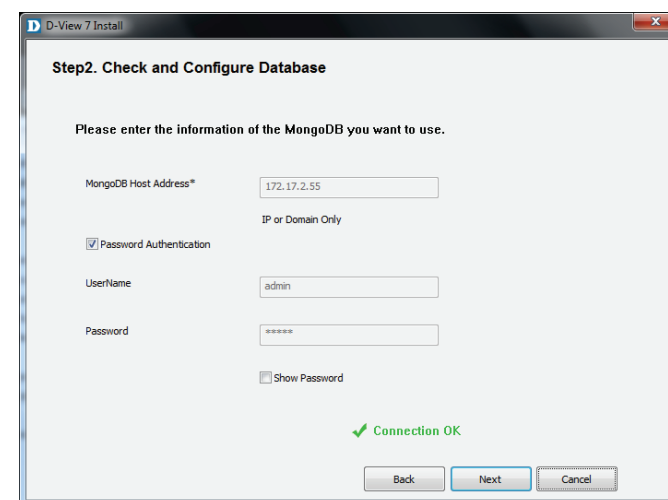 D D-View 7 Install
Step2. Check and Configure Database
Please enter the information of the MongoDB you want to use.
MongoDB Host Address* 172.17.2.55
IP or Domain Only
Password Authentication
UserName admin
Password *****
Show Password
Connection OK
Back Next Cancel